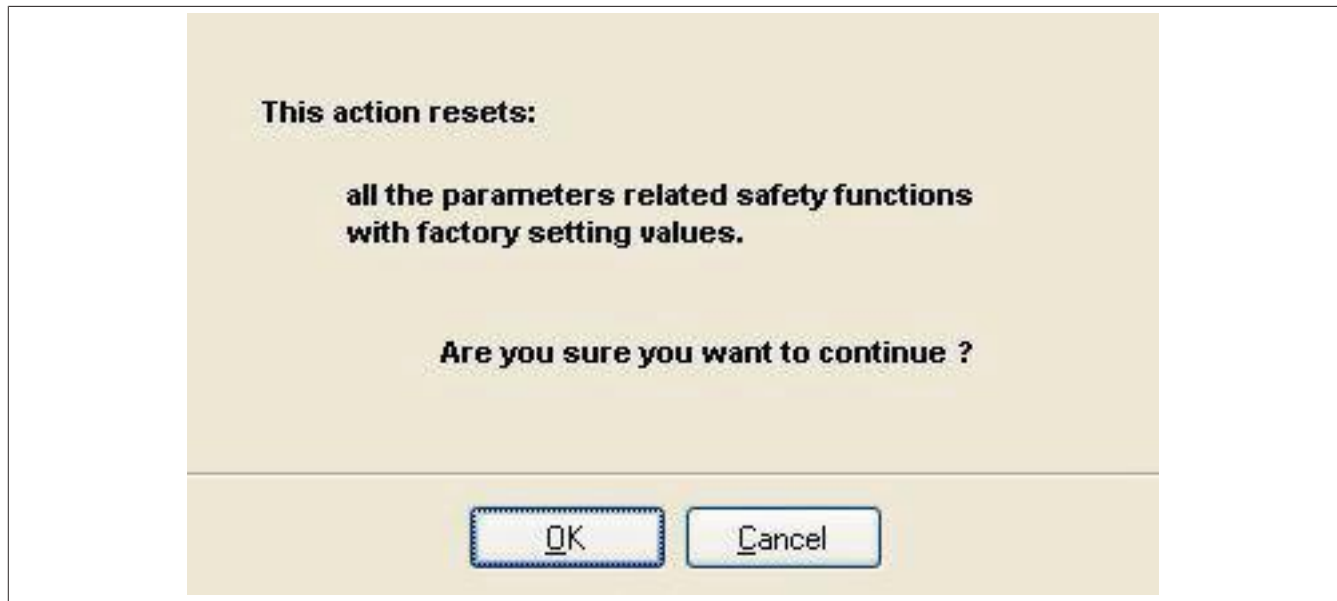 This action resets:
all the parameters related safety functions
with factory setting values.
Are you sure you want to continue ?
OK
Cancel